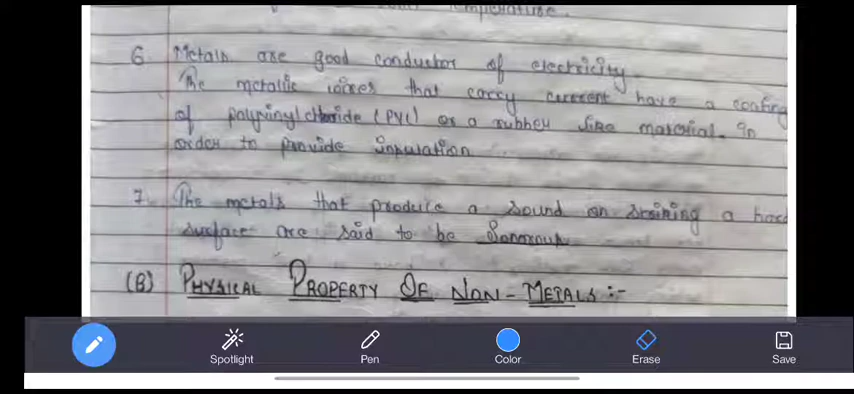 temperature.
6. Metals are good conductor of electricity.
The metallic wires that carry current have a coating
of polyvinylchloride (PVC) or a rubber like material. In
order to provide insulation
7. The metals that produce a sound on striking a hard
surface are said to be Sonorous
(B) PHYSICAL PROPERTY OF NON-METALS :-
Spotlight Pen Color Erase Save